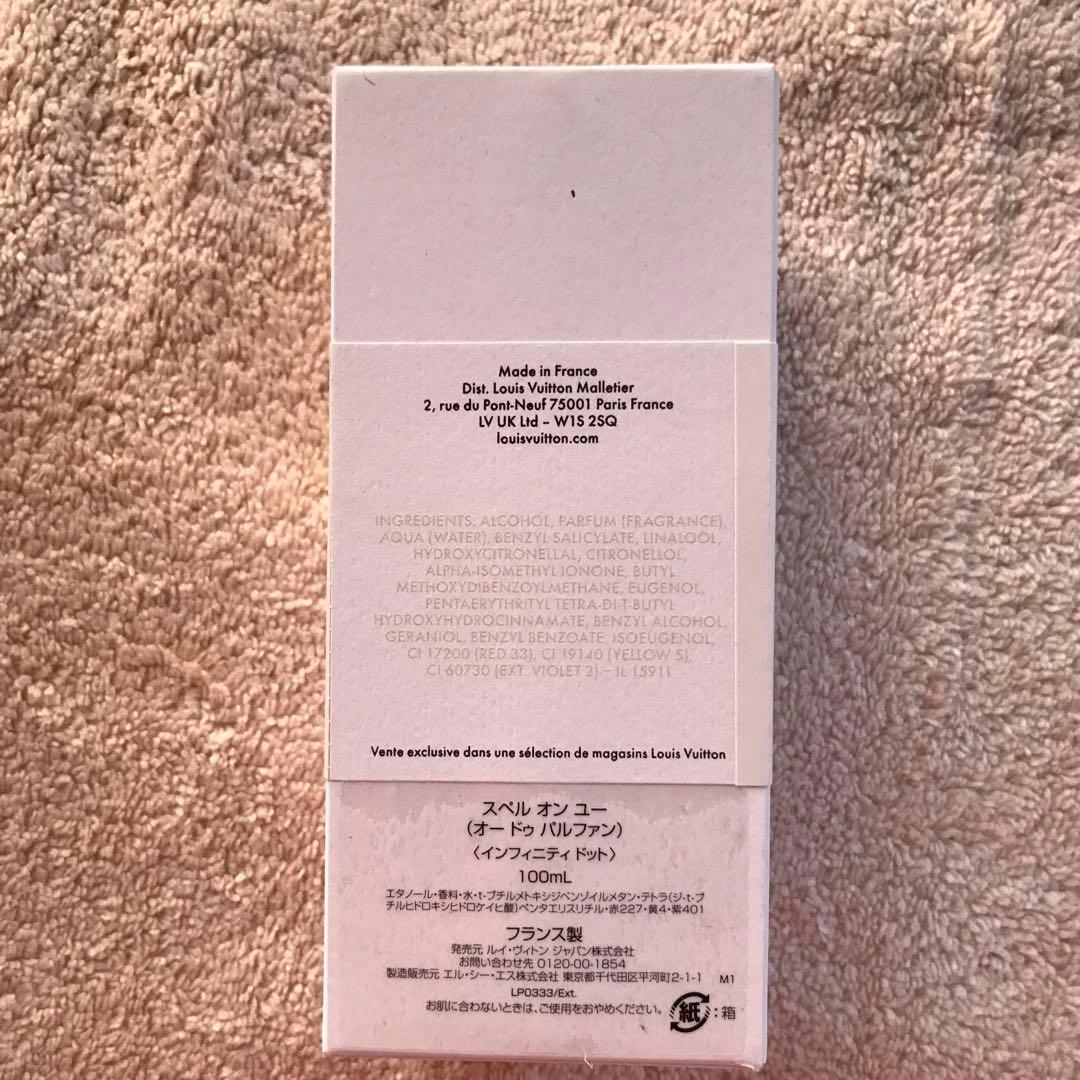 Made in France
Dist. Louis Vuitton Malletier
2, rue du Pont-Neuf 75001 Paris France
LV UK Ltd – W1S 2SQ
louisvuitton.com
INGREDIENTS: ALCOHOL, PARFUM (FRAGRANCE),
AQUA (WATER), BENZYL SALICYLATE, LINALOOL,
HYDROXYCITRONELLAL, CITRONELLOL,
ALPHA-ISOMETHYL IONONE, BUTYL
METHOXYDIBENZOYLMETHANE, EUGENOL,
PENTAERYTHRITYL TETRA-DI-T-BUTYL
HYDROXYHYDROCINNAMATE, BENZYL ALCOHOL,
GERANIOL, BENZYL BENZOATE, ISOEUGENOL,
CI 17200 (RED 33), CI 19140 (YELLOW 5),
CI 60730 (EXT. VIOLET 2) – IL 15911
Vente exclusive dans une sélection de magasins Louis Vuitton
スペル オン ユー
(オー ドゥ パルファン)
〈インフィニティ ドット〉
100mL
エタノール・香料・水・t-ブチルメトキシジベンゾイルメタン・テトラ(ジ-t-ブ
チルヒドロキシヒドロケイヒ酸)ペンタエリスリチル・赤227・黄4・紫401
フランス製
発売元 ルイ・ヴィトン ジャパン株式会社
お問い合わせ先 0120-00-1854
製造販売元 エル・シー・エス株式会社 東京都千代田区平河町2-1-1 M1
LP0333/Ext.
お肌に合わないときは、ご使用をおやめください。
紙:箱